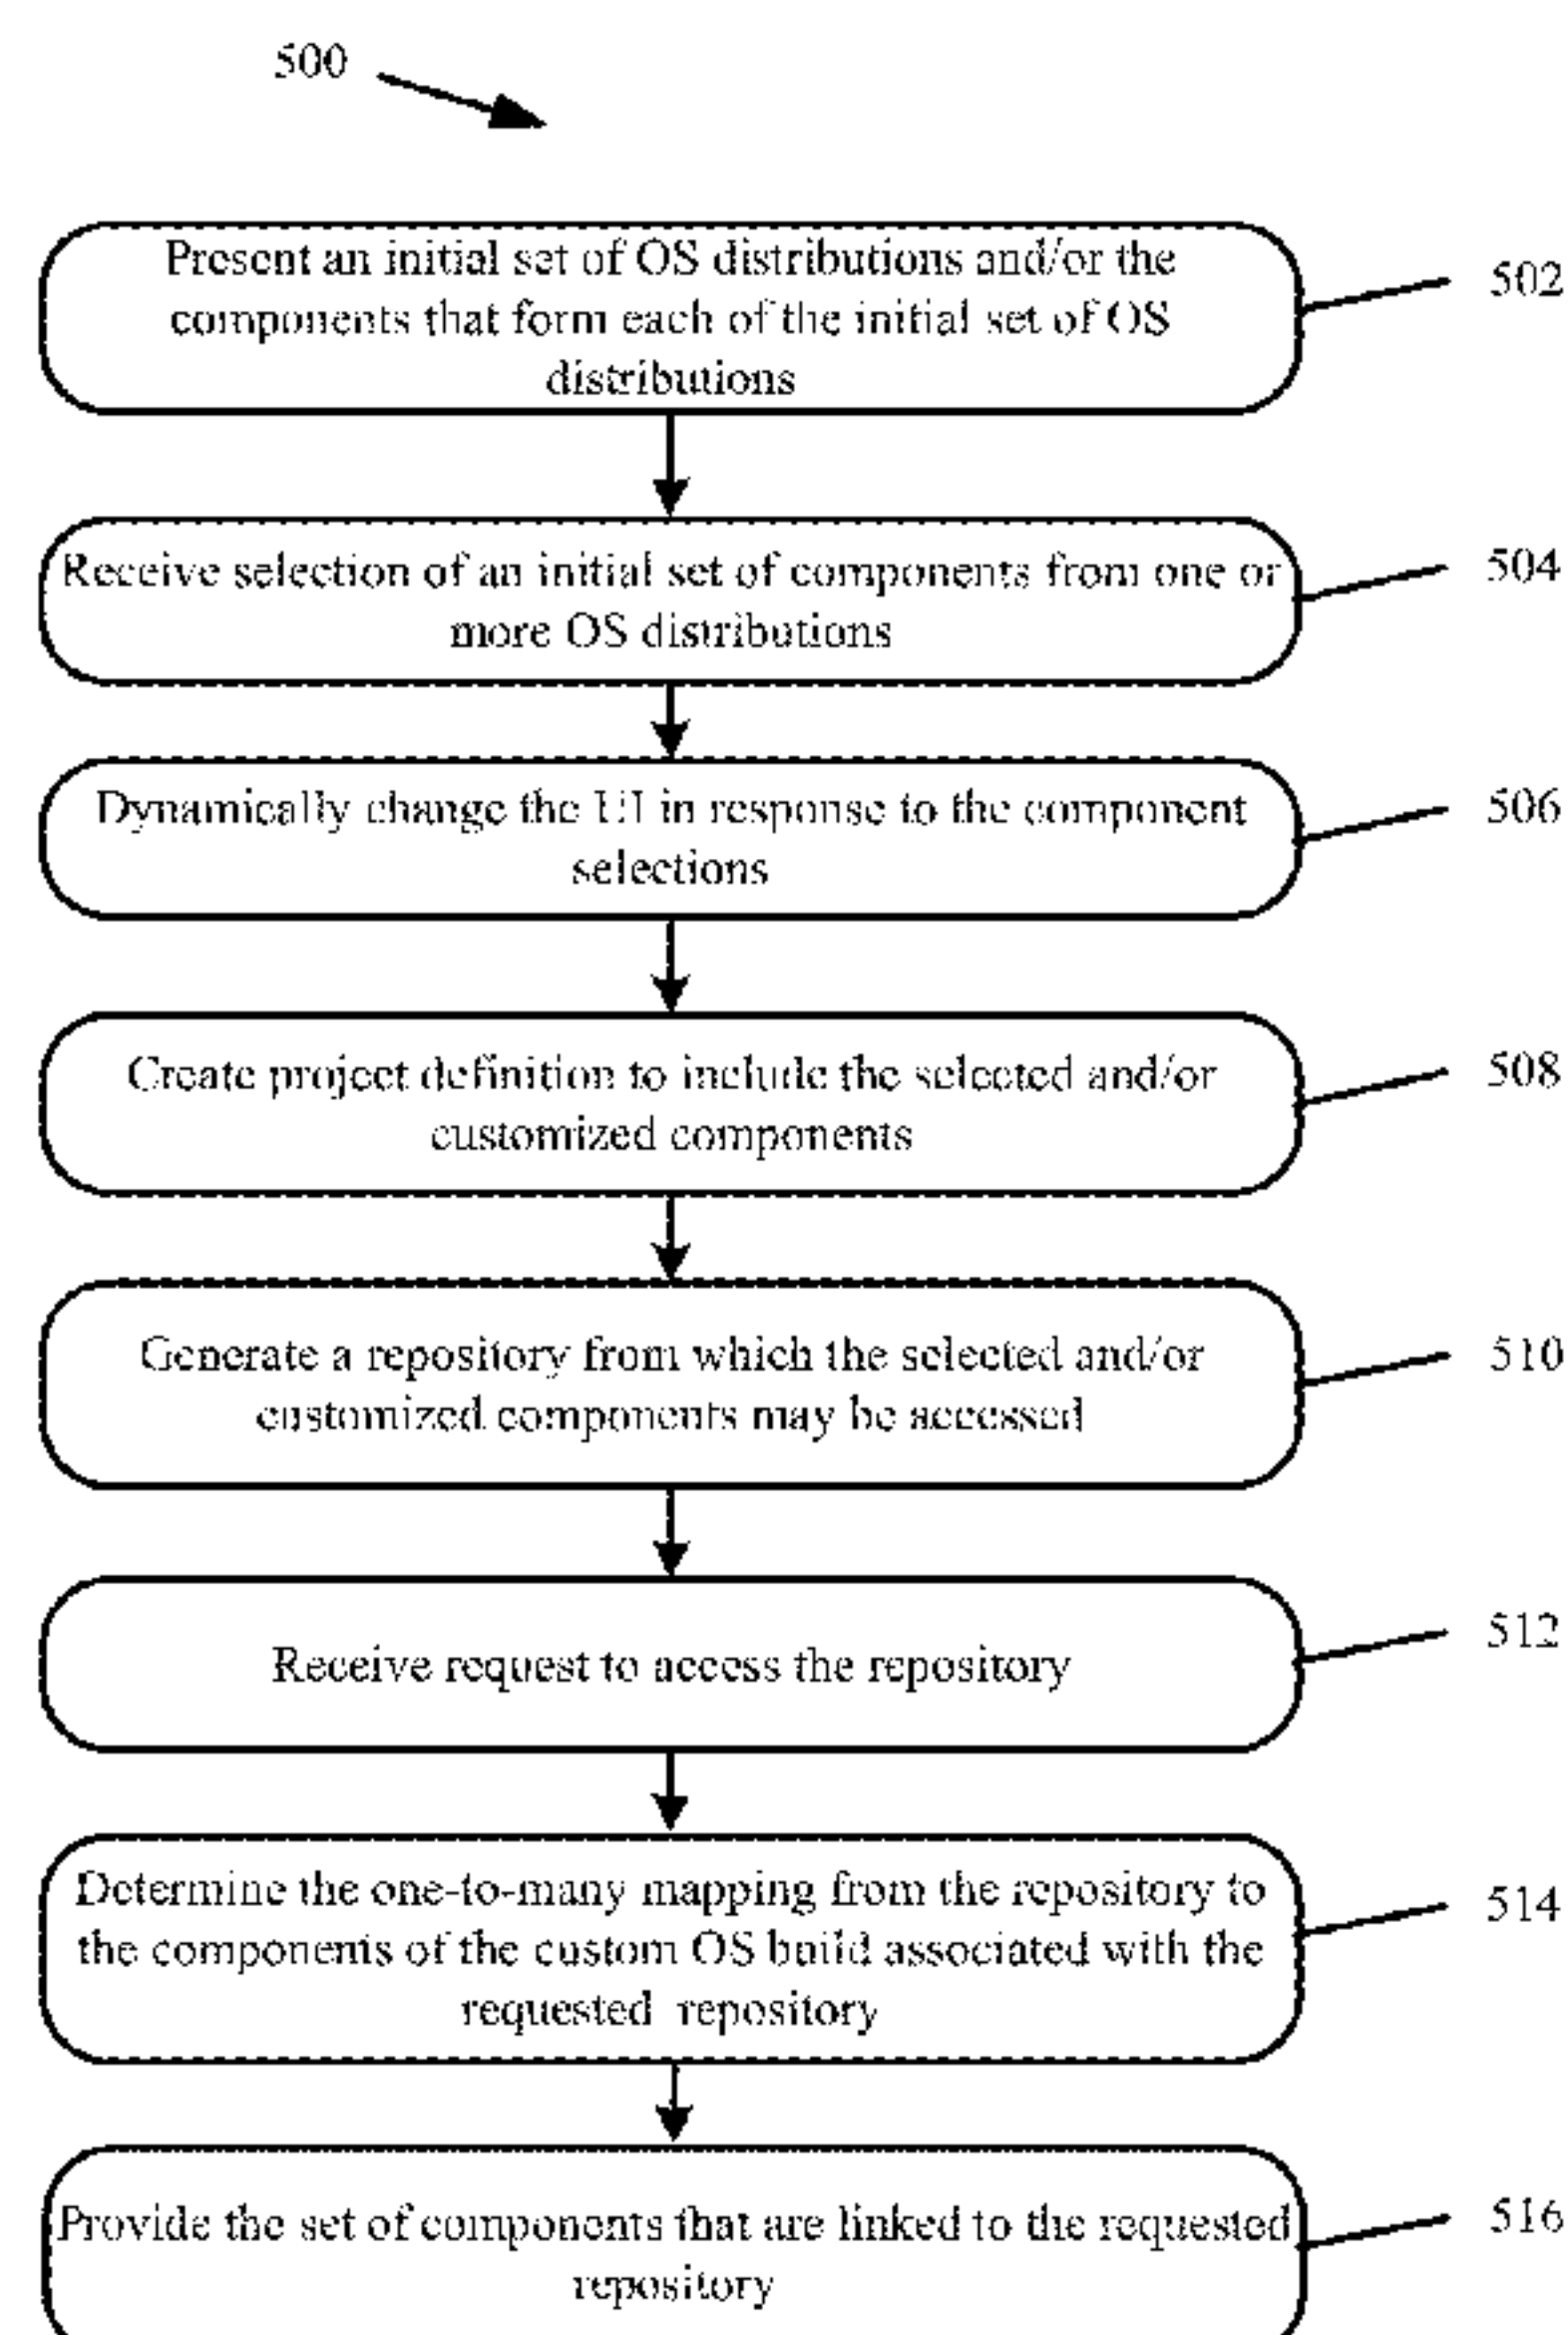 500
Present an initial set of OS distributions and/or the
components that form each of the initial set of OS
distributions
502
Receive selection of an initial set of components from one or
more OS distributions
504
Dynamically change the UI in response to the component
selections
506
Create project definition to include the selected and/or
customized components
508
Generate a repository from which the selected and/or
customized components may be accessed
510
Receive request to access the repository
512
Determine the one-to-many mapping from the repository to
the components of the custom OS build associated with the
requested repository
514
Provide the set of components that are linked to the requested
repository
516